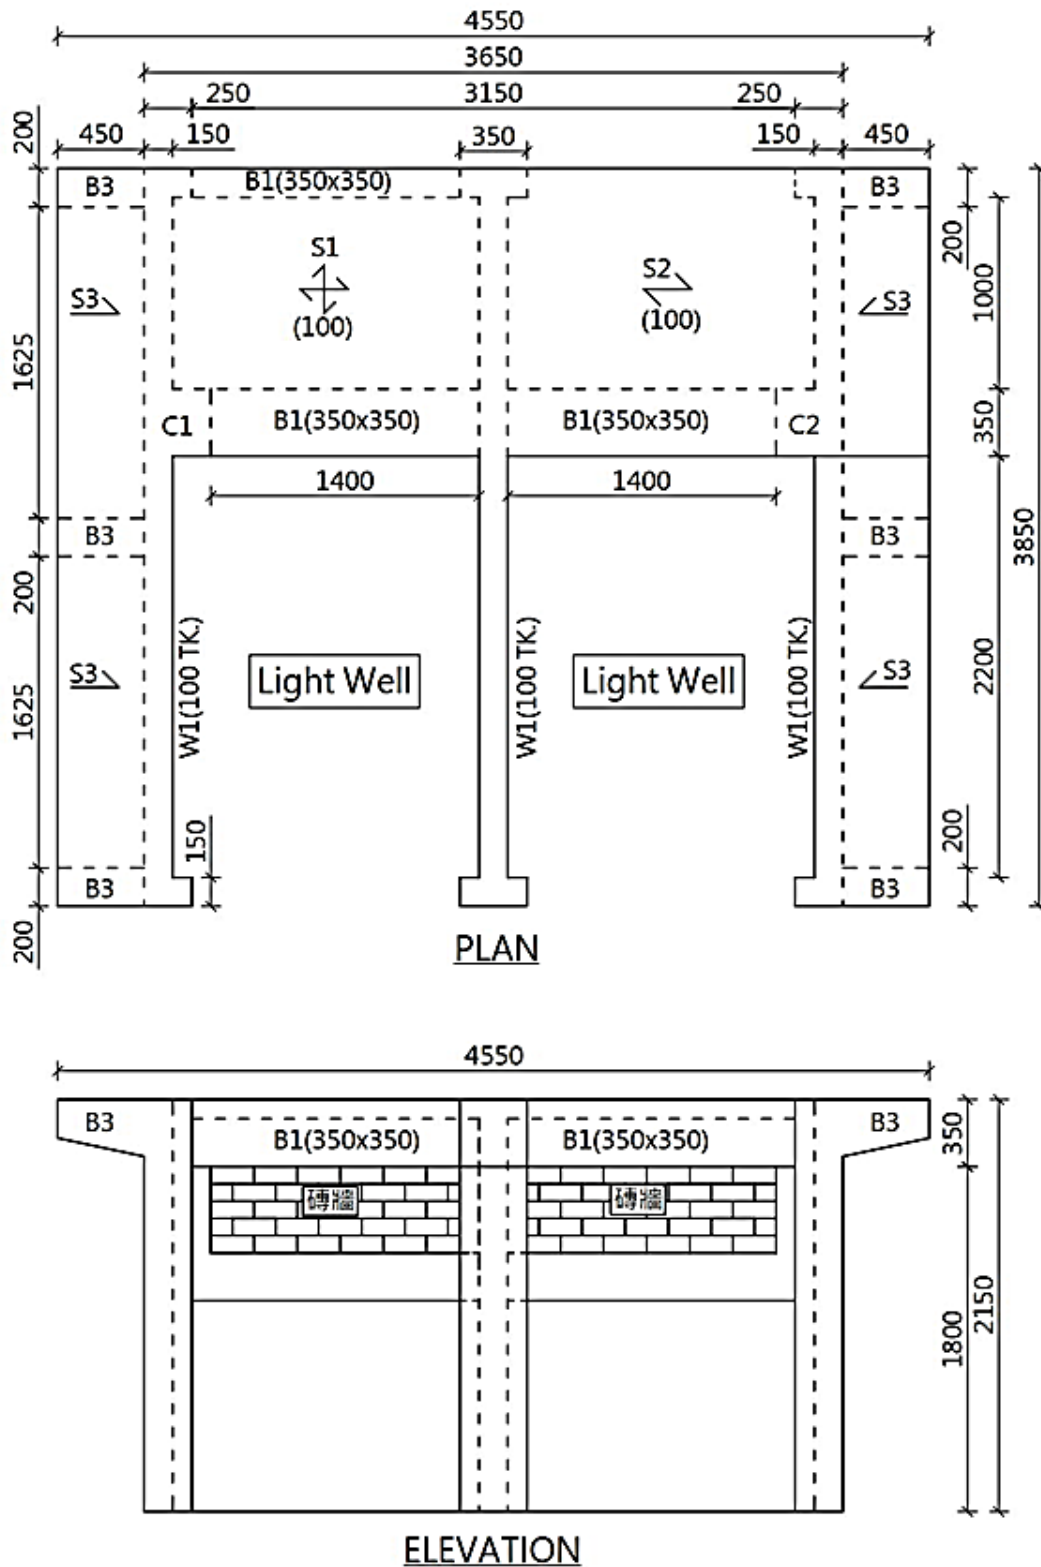 4550
3650
250 3150 250
200 450 150 350 150 450
B3 B1(350x350) B3
200
S1
S2
S3 (100) (100) S3
1000
1625
C1 B1(350x350) B1(350x350) C2
350
1400 1400
B3 B3
3850
200
W1(100 TK.) W1(100 TK.) W1(100 TK.)
S3 Light Well Light Well S3
2200
1625
150 200
B3 B3
200
PLAN
4550
B3 B1(350x350) B1(350x350) B3
350
磚牆 磚牆
2150
1800
ELEVATION